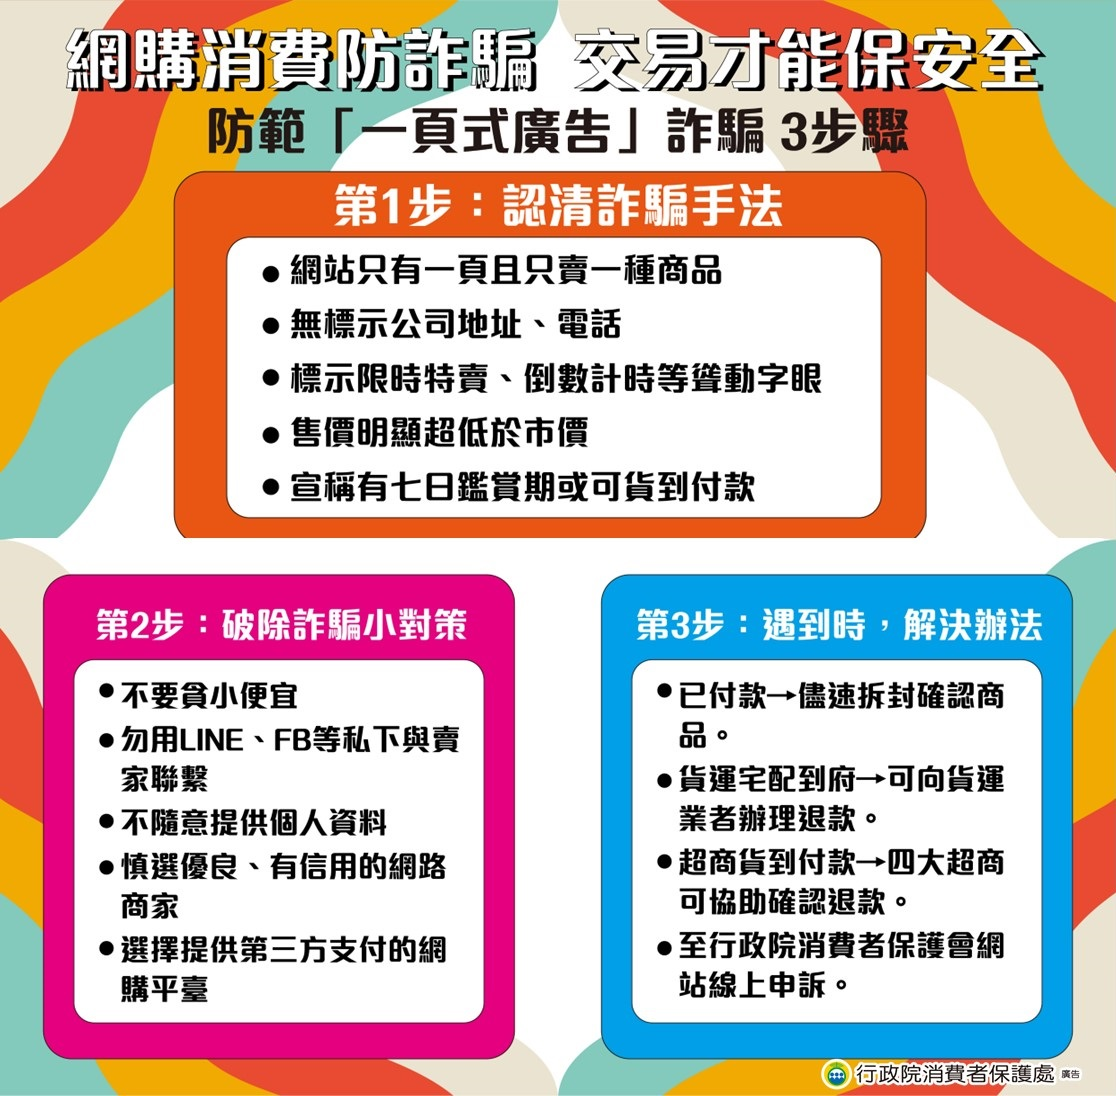 網購消費防詐騙 交易才能保安全
防範「一頁式廣告」詐騙 3步驟
第1步：認清詐騙手法
●網站只有一頁且只賣一種商品
●無標示公司地址、電話
●標示限時特賣、倒數計時等聳動字眼
●售價明顯超低於市價
●宣稱有七日鑑賞期或可貨到付款
第2步：破除詐騙小對策
●不要貪小便宜
●勿用LINE、FB等私下與賣
家聯繫
●不隨意提供個人資料
●慎選優良、有信用的網路
商家
●選擇提供第三方支付的網
購平臺
第3步：遇到時，解決辦法
●已付款→儘速拆封確認商
品。
●貨運宅配到府→可向貨運
業者辦理退款。
●超商貨到付款→四大超商
可協助確認退款。
●至行政院消費者保護會網
站線上申訴。
行政院消費者保護處 廣告